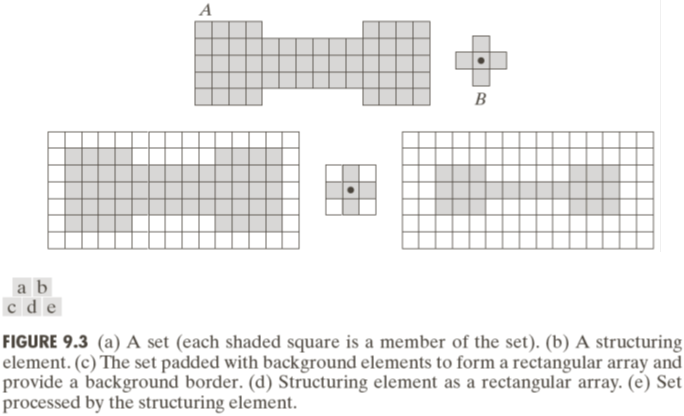 A
B
a b
c d e
FIGURE 9.3 (a) A set (each shaded square is a member of the set). (b) A structuring
element. (c) The set padded with background elements to form a rectangular array and
provide a background border. (d) Structuring element as a rectangular array. (e) Set
processed by the structuring element.